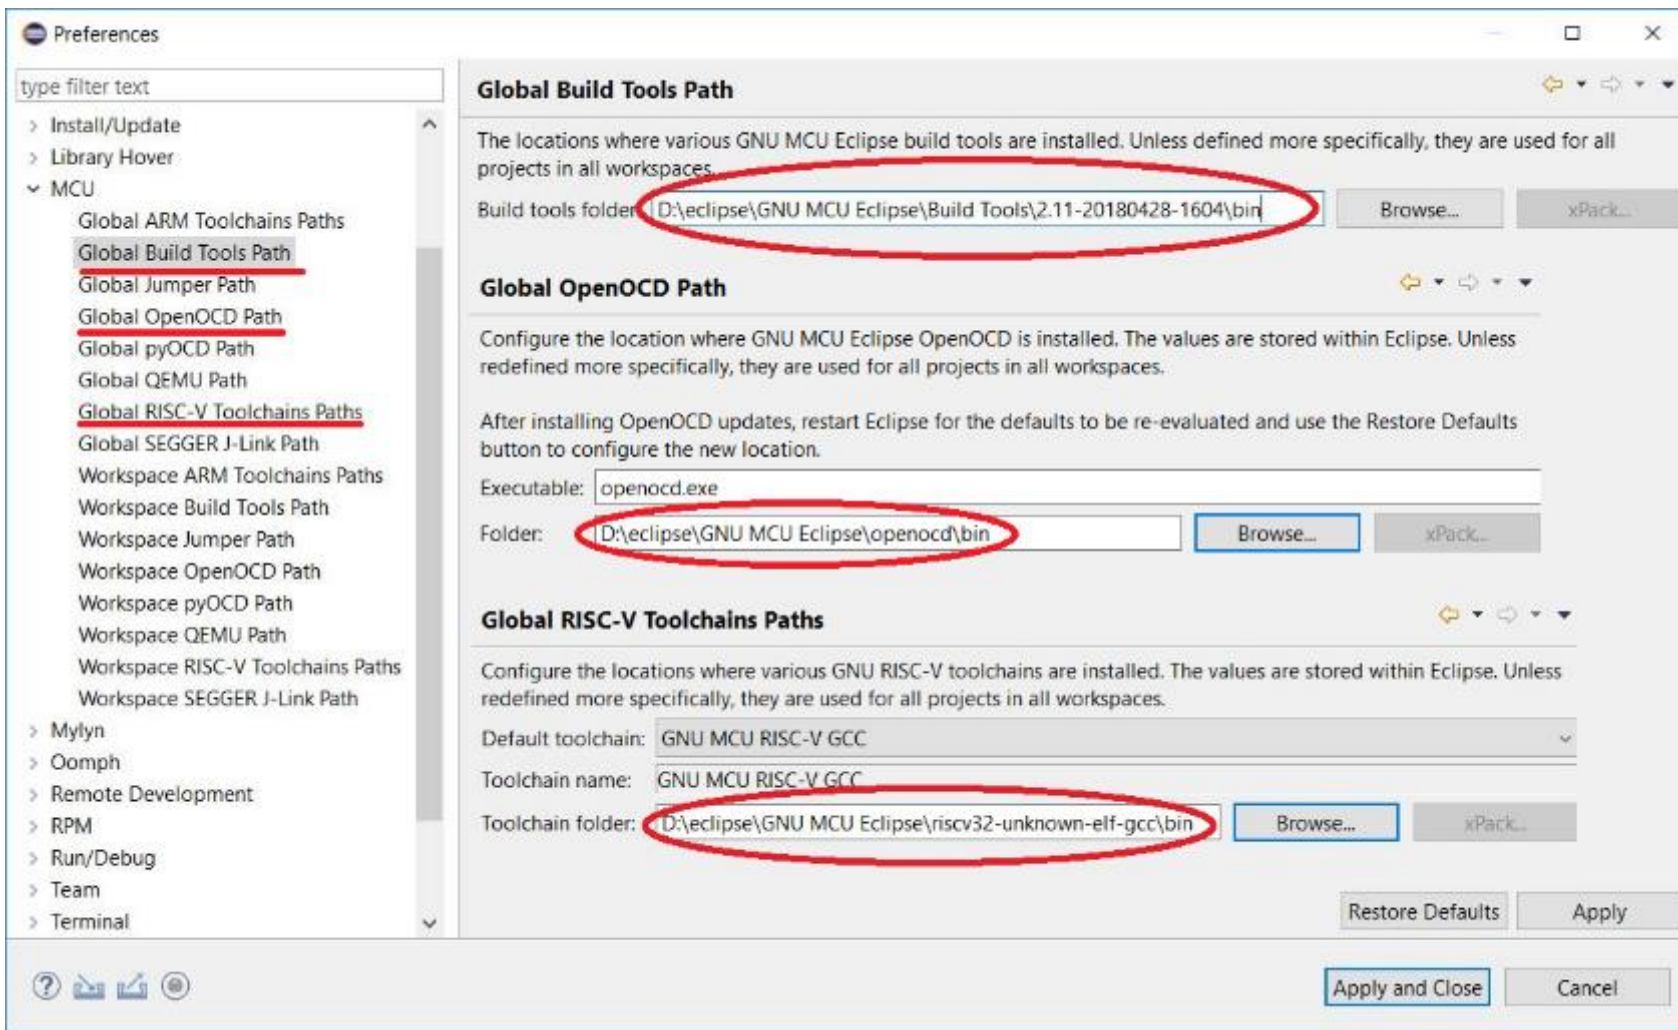 Preferences
type filter text
Install/Update
Library Hover
MCU
Global ARM Toolchains Paths
Global Build Tools Path
Global Jumper Path
Global OpenOCD Path
Global pyOCD Path
Global QEMU Path
Global RISC-V Toolchains Paths
Global SEGGER J-Link Path
Workspace ARM Toolchains Paths
Workspace Build Tools Path
Workspace Jumper Path
Workspace OpenOCD Path
Workspace pyOCD Path
Workspace QEMU Path
Workspace RISC-V Toolchains Paths
Workspace SEGGER J-Link Path
Mylyn
Oomph
Remote Development
RPM
Run/Debug
Team
Terminal
Global Build Tools Path
The locations where various GNU MCU Eclipse build tools are installed. Unless defined more specifically, they are used for all
projects in all workspaces.
Build tools folder: D:\eclipse\GNU MCU Eclipse\Build Tools\2.11-20180428-1604\bin Browse... xPack...
Global OpenOCD Path
Configure the location where GNU MCU Eclipse OpenOCD is installed. The values are stored within Eclipse. Unless
redefined more specifically, they are used for all projects in all workspaces.
After installing OpenOCD updates, restart Eclipse for the defaults to be re-evaluated and use the Restore Defaults
button to configure the new location.
Executable: openocd.exe
Folder: D:\eclipse\GNU MCU Eclipse\openocd\bin Browse... xPack...
Global RISC-V Toolchains Paths
Configure the locations where various GNU RISC-V toolchains are installed. The values are stored within Eclipse. Unless
redefined more specifically, they are used for all projects in all workspaces.
Default toolchain: GNU MCU RISC-V GCC
Toolchain name: GNU MCU RISC-V GCC
Toolchain folder: D:\eclipse\GNU MCU Eclipse\riscv32-unknown-elf-gcc\bin Browse... xPack...
Restore Defaults Apply
Apply and Close Cancel